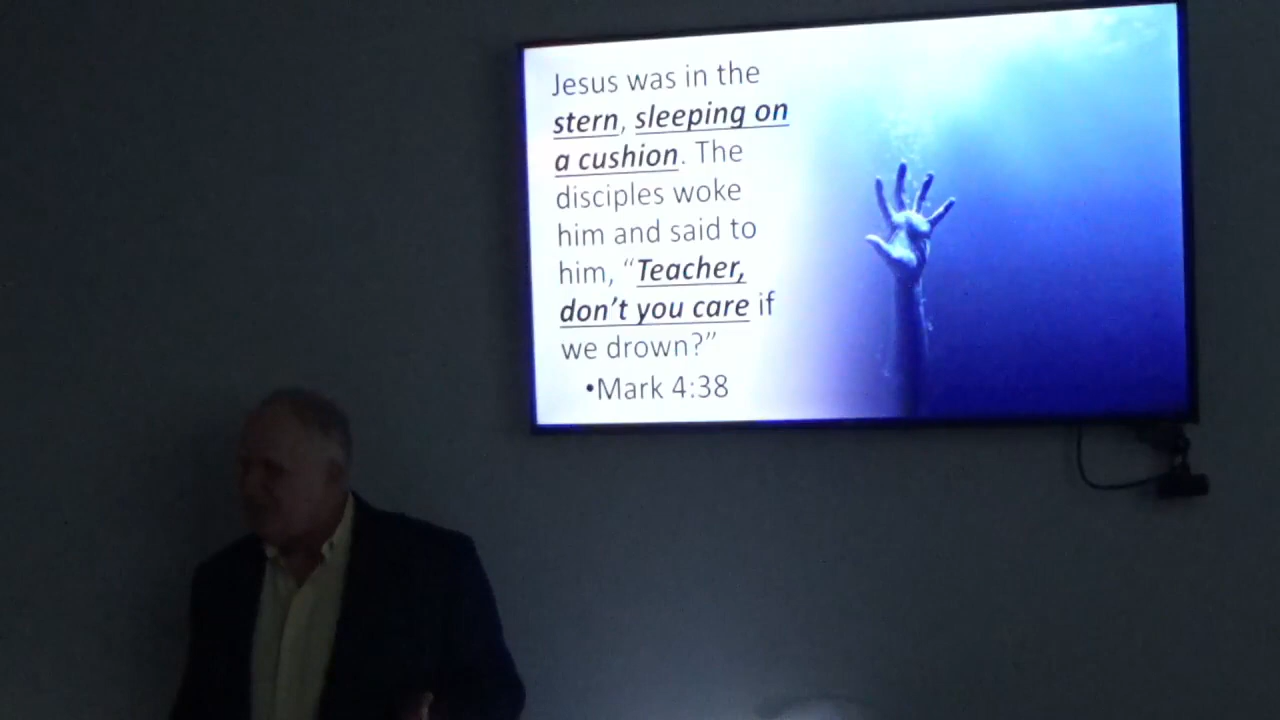 Jesus was in the
stern, sleeping on
a cushion. The
disciples woke
him and said to
him, “Teacher,
don’t you care if
we drown?”
•Mark 4:38